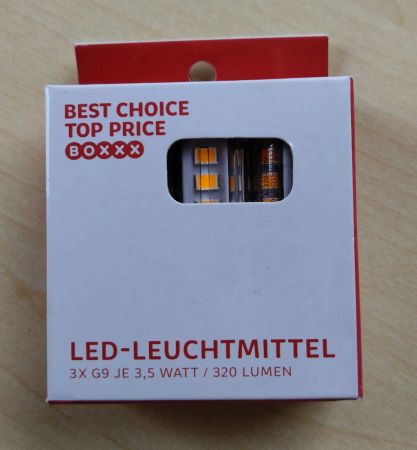 BEST CHOICE
TOP PRICE
BOXXX
LED-LEUCHTMITTEL
3X G9 JE 3,5 WATT / 320 LUMEN